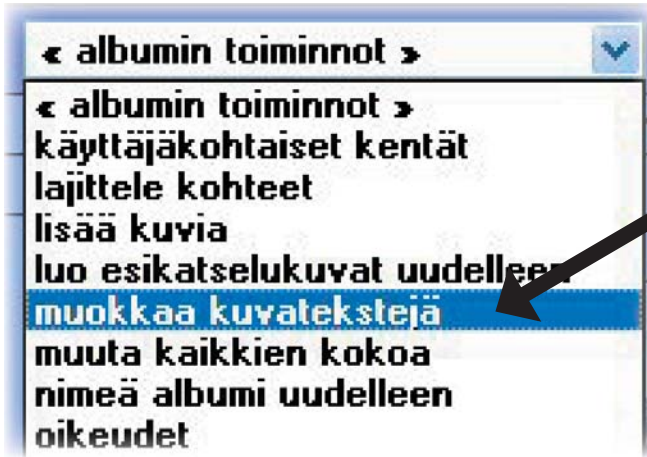 « albumin toiminnot »
« albumin toiminnot »
käyttäjäkohtaiset kentät
lajittele kohteet
lisää kuvia
luo esikatselukuvat uudelleen
muokkaa kuvatekstejä
muuta kaikkien kokoa
nimeä albumi uudelleen
oikeudet